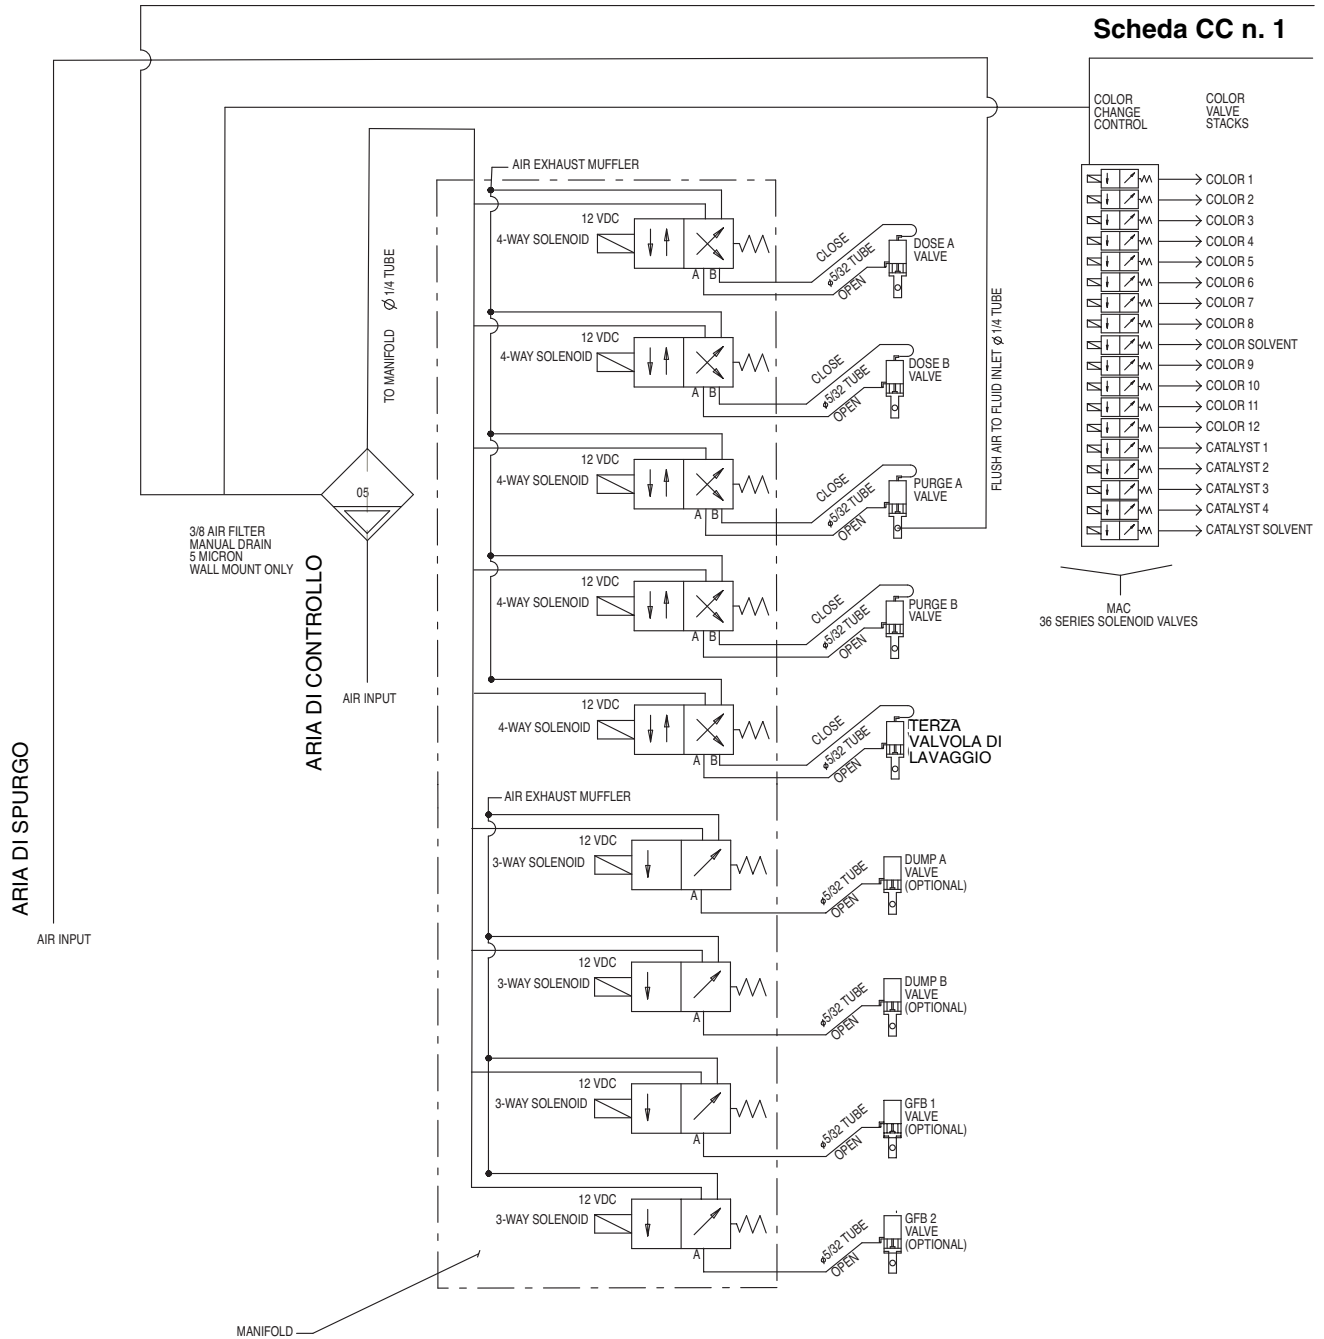 Scheda CC n. 1
COLOR
CHANGE
CONTROL
COLOR
VALVE
STACKS
COLOR 1
COLOR 2
COLOR 3
COLOR 4
COLOR 5
COLOR 6
COLOR 7
COLOR 8
COLOR SOLVENT
COLOR 9
COLOR 10
COLOR 11
COLOR 12
CATALYST 1
CATALYST 2
CATALYST 3
CATALYST 4
CATALYST SOLVENT
MAC
36 SERIES SOLENOID VALVES
FLUSH AIR TO FLUID INLET Ø 1/4 TUBE
TO MANIFOLD Ø 1/4 TUBE
05
3/8 AIR FILTER
MANUAL DRAIN
5 MICRON
WALL MOUNT ONLY
ARIA DI CONTROLLO
AIR INPUT
ARIA DI SPURGO
AIR INPUT
AIR EXHAUST MUFFLER
12 VDC
4-WAY SOLENOID
A B
CLOSE
ø5/32 TUBE
OPEN
DOSE A
VALVE
12 VDC
4-WAY SOLENOID
A B
CLOSE
ø5/32 TUBE
OPEN
DOSE B
VALVE
12 VDC
4-WAY SOLENOID
A B
CLOSE
ø5/32 TUBE
OPEN
PURGE A
VALVE
12 VDC
4-WAY SOLENOID
A B
CLOSE
ø5/32 TUBE
OPEN
PURGE B
VALVE
12 VDC
4-WAY SOLENOID
A B
CLOSE
ø5/32 TUBE
OPEN
TERZA
VALVOLA DI
LAVAGGIO
AIR EXHAUST MUFFLER
12 VDC
3-WAY SOLENOID
A
ø5/32 TUBE
OPEN
DUMP A
VALVE
(OPTIONAL)
12 VDC
3-WAY SOLENOID
A
ø5/32 TUBE
OPEN
DUMP B
VALVE
(OPTIONAL)
12 VDC
3-WAY SOLENOID
A
ø5/32 TUBE
OPEN
GFB 1
VALVE
(OPTIONAL)
12 VDC
3-WAY SOLENOID
A
ø5/32 TUBE
OPEN
GFB 2
VALVE
(OPTIONAL)
MANIFOLD